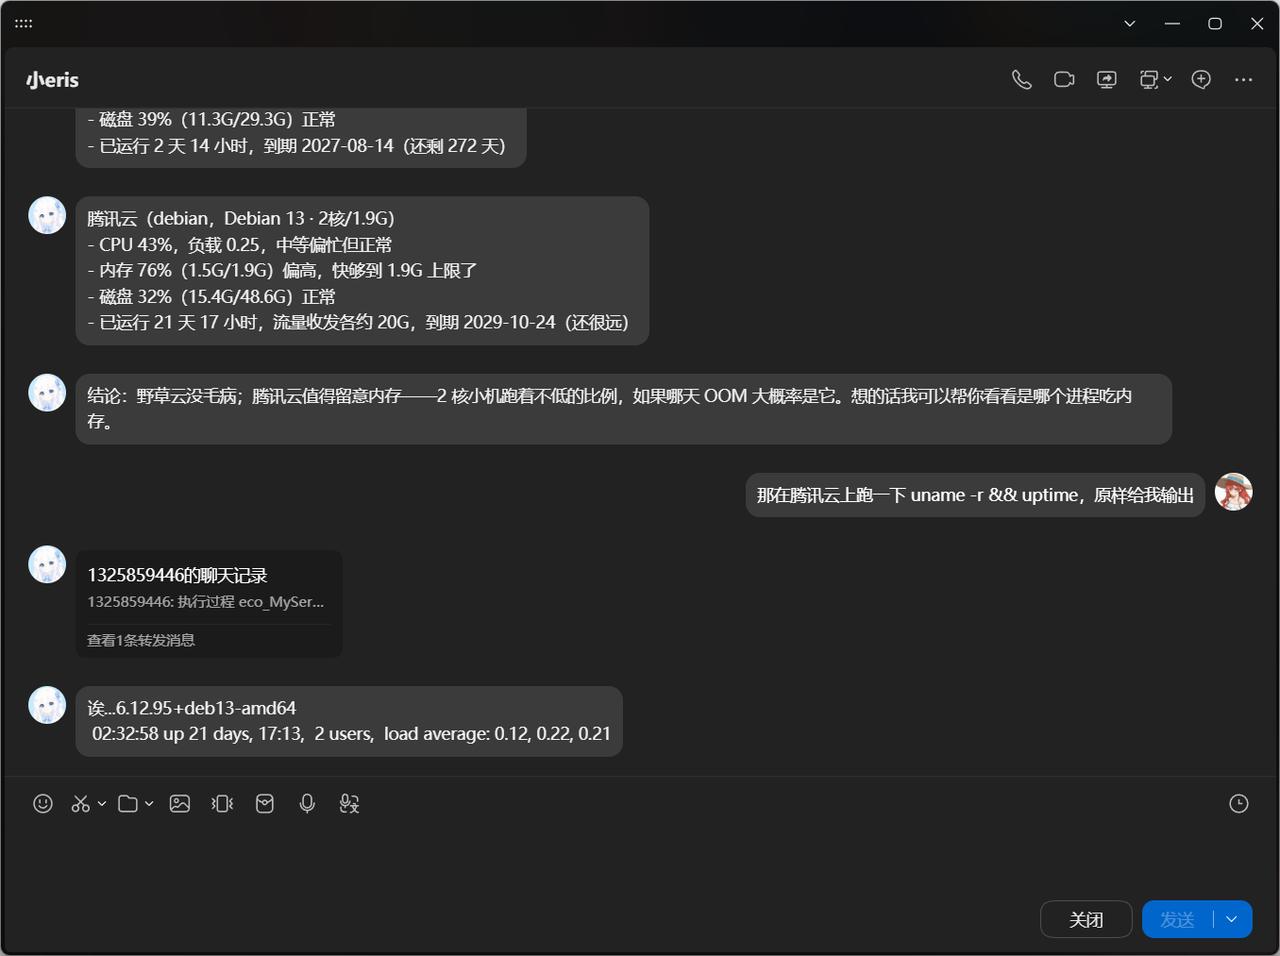 小eris
- 磁盘 39%（11.3G/29.3G）正常
- 已运行 2 天 14 小时，到期 2027-08-14（还剩 272 天）
腾讯云（debian，Debian 13 · 2核/1.9G）
- CPU 43%，负载 0.25，中等偏忙但正常
- 内存 76%（1.5G/1.9G）偏高，快够到 1.9G 上限了
- 磁盘 32%（15.4G/48.6G）正常
- 已运行 21 天 17 小时，流量收发各约 20G，到期 2029-10-24（还很远）
结论：野草云没毛病；腾讯云值得留意内存——2 核小机跑着不低的比例，如果哪天 OOM 大概率是它。想的话我可以帮你看看是哪个进程吃内
存。
那在腾讯云上跑一下 uname -r && uptime，原样给我输出
1325859446的聊天记录
1325859446: 执行过程 eco_MySer...
查看1条转发消息
诶...6.12.95+deb13-amd64
02:32:58 up 21 days, 17:13,  2 users,  load average: 0.12, 0.22, 0.21
关闭
发送